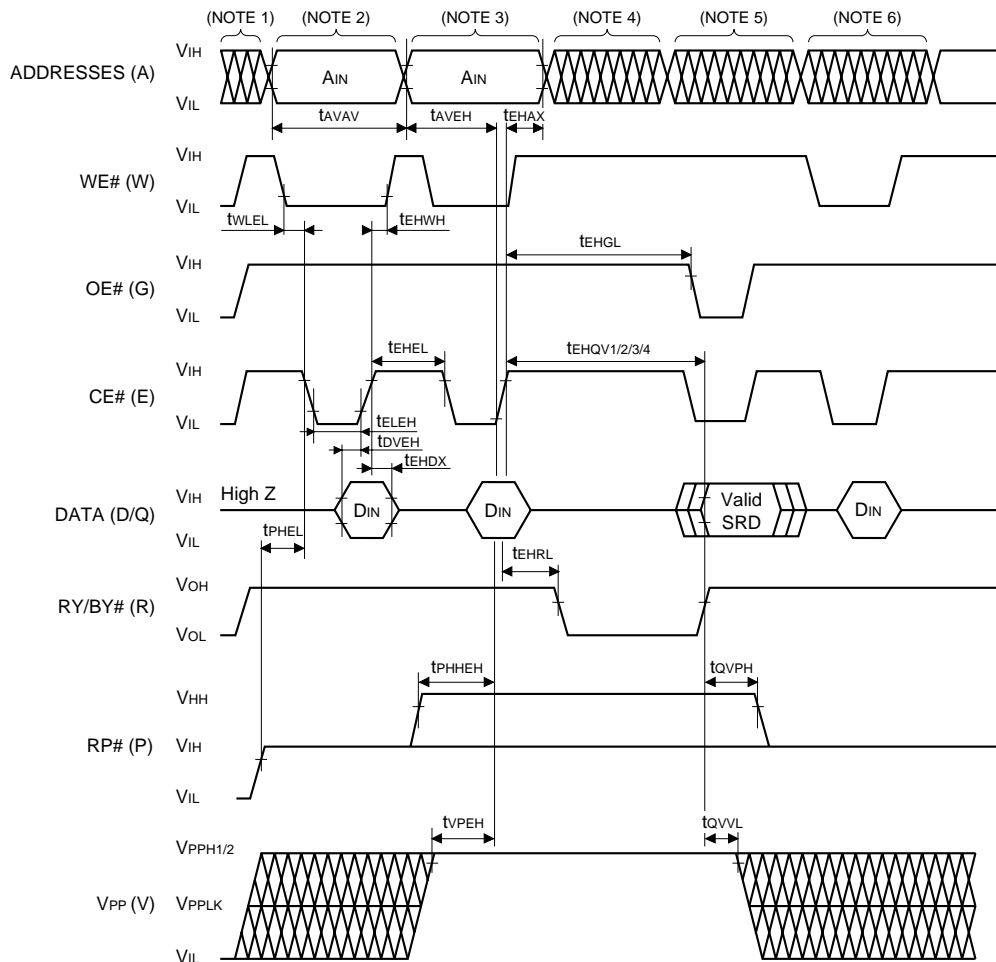 (NOTE 1) (NOTE 2) (NOTE 3) (NOTE 4) (NOTE 5) (NOTE 6)
ADDRESSES (A)
VIH
VIL
AIN
AIN
tAVAV
tAVEH
tEHAX
WE# (W)
VIH
VIL
tWLEL
tEHWH
OE# (G)
VIH
VIL
tEHGL
CE# (E)
VIH
VIL
tEHEL
tEHQV1/2/3/4
tELEH
tDVEH
tEHDX
DATA (D/Q)
VIH
VIL
High Z
DIN
DIN
Valid
SRD
DIN
tPHEL
tEHRL
RY/BY# (R)
VOH
VOL
RP# (P)
VHH
VIH
VIL
tPHHEH
tQVPH
VPP (V)
VPPH1/2
VPPLK
VIL
tVPEH
tQVVL